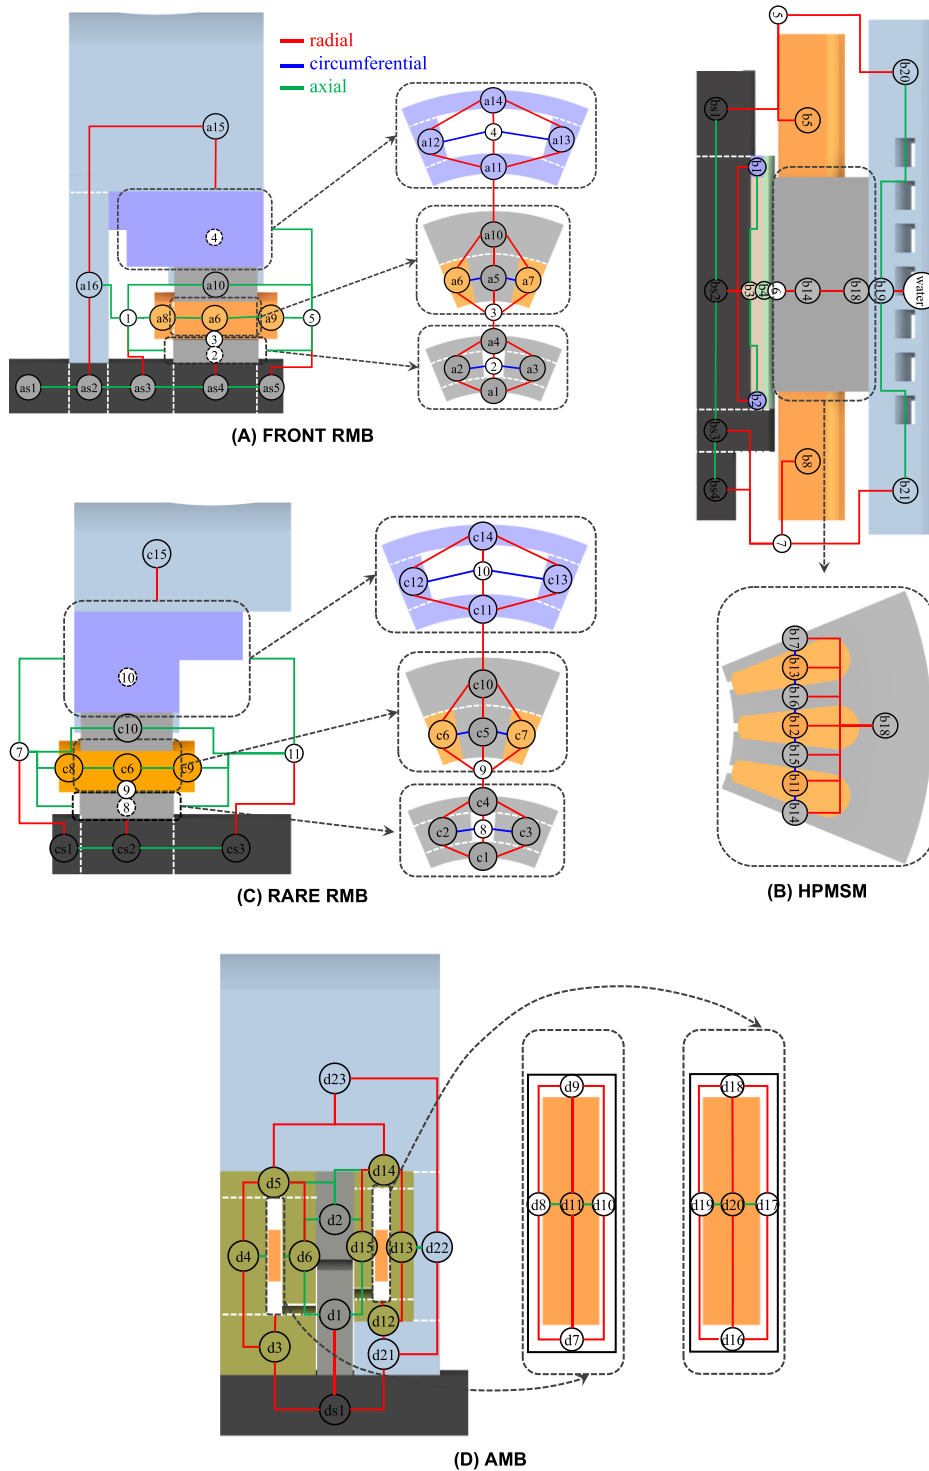 radial
circumferential
axial
a15
4
a16
a10
1
a8
a6
a9
5
3
2
as1
as2
as3
as4
as5
a14
a12
4
a13
a11
a10
a6
a5
a7
3
a4
a2
2
a3
a1
(A) FRONT RMB
5
b20
bs1
b5
b1
bs2
b3
b4
6
b14
b18
b19
water
b2
bs3
b8
bs4
b21
7
b17
b13
b16
b12
b18
b15
b11
b14
(B) HPMSM
c15
10
c10
7
11
c8
c6
c9
9
8
cs1
cs2
cs3
c14
c12
10
c13
c11
c10
c6
c5
c7
9
c4
c2
8
c3
c1
(C) RARE RMB
d23
d5
d14
d2
d4
d6
d15
d13
d22
d1
d12
d3
d21
ds1
d9
d8
d11
d10
d7
d18
d19
d20
d17
d16
(D) AMB